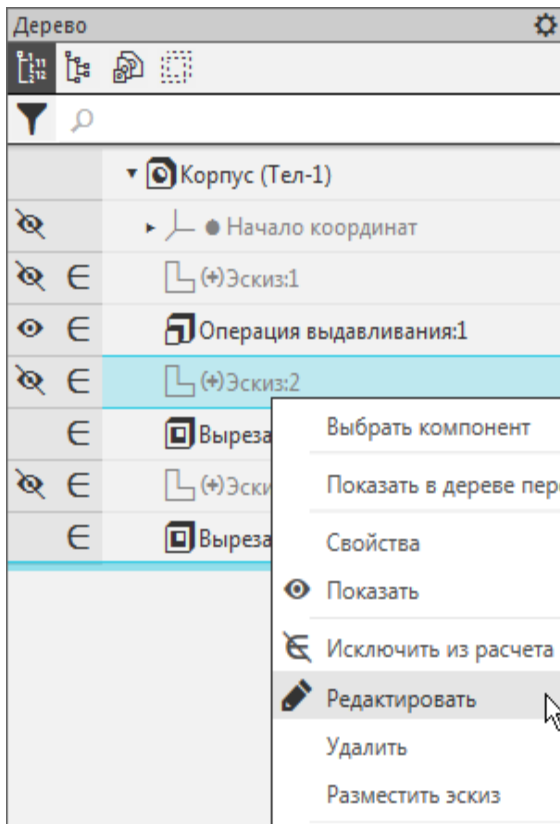 Дерево
Корпус (Тел-1)
Начало координат
(+)Эскиз:1
Операция выдавливания:1
(+)Эскиз:2
Выреза
(+)Эски
Выреза
Выбрать компонент
Показать в дереве пер
Свойства
Показать
Исключить из расчета
Редактировать
Удалить
Разместить эскиз